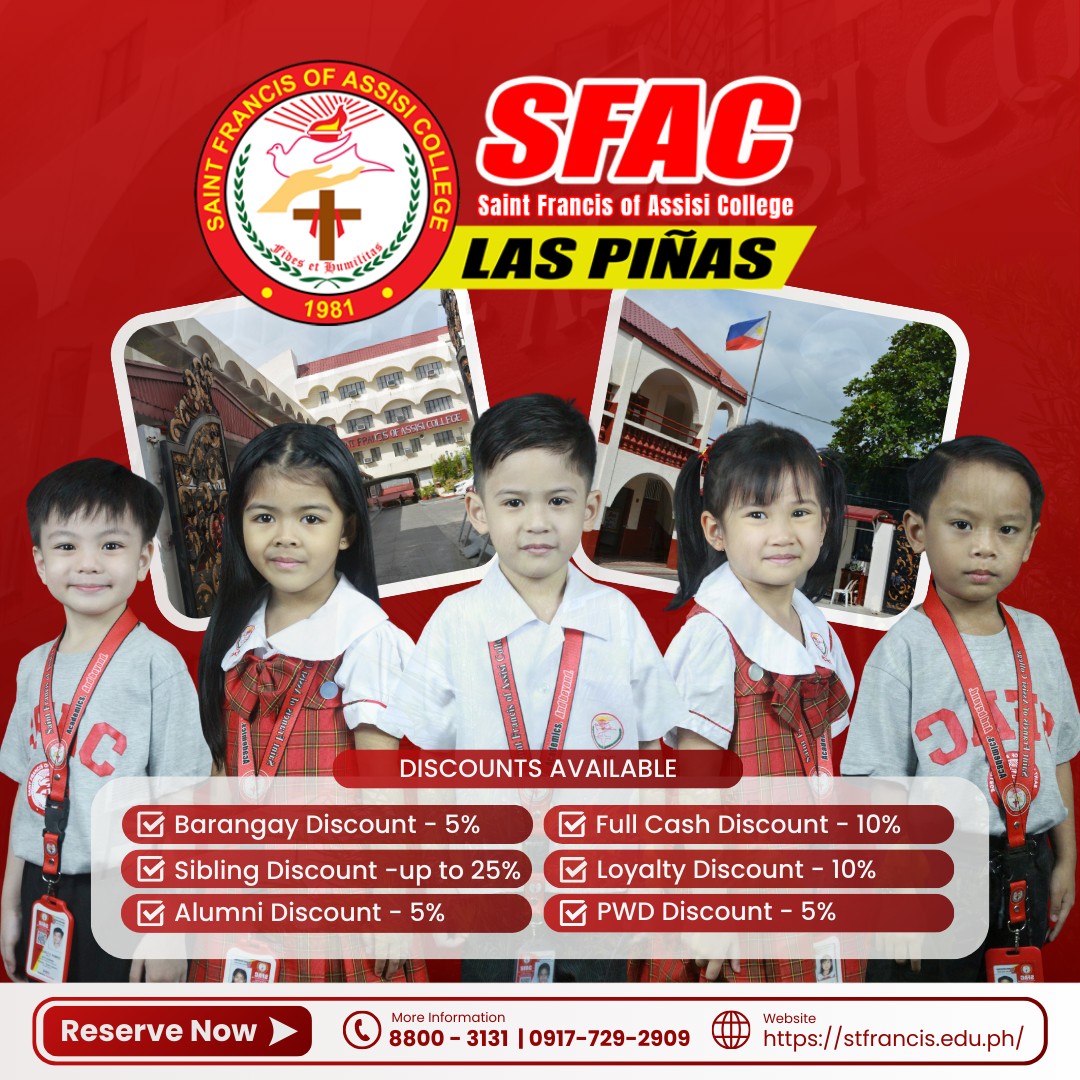 SAINT FRANCIS OF ASSISI COLLEGE
Fides et Humilitas
1981
SFAC
Saint Francis of Assisi College
LAS PIÑAS
DISCOUNTS AVAILABLE
Barangay Discount - 5%
Full Cash Discount - 10%
Sibling Discount -up to 25%
Loyalty Discount - 10%
Alumni Discount - 5%
PWD Discount - 5%
Reserve Now
More Information
8800 - 3131 | 0917-729-2909
Website
https://stfrancis.edu.ph/